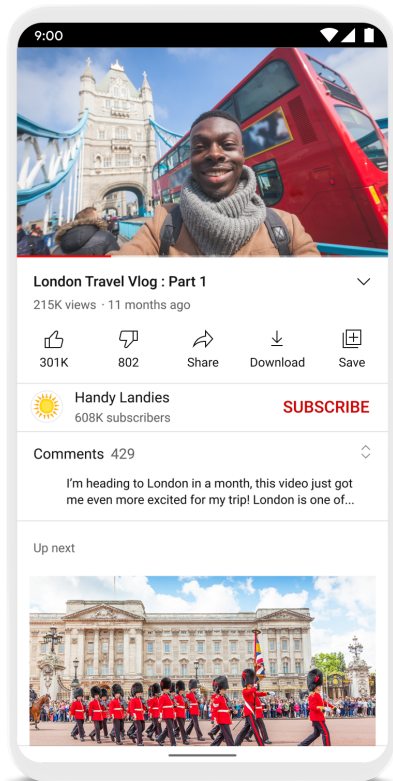 9:00
London Travel Vlog : Part 1
215K views · 11 months ago
301K
802
Share
Download
Save
Handy Landies
608K subscribers
SUBSCRIBE
Comments 429
I'm heading to London in a month, this video just got
me even more excited for my trip! London is one of...
Up next